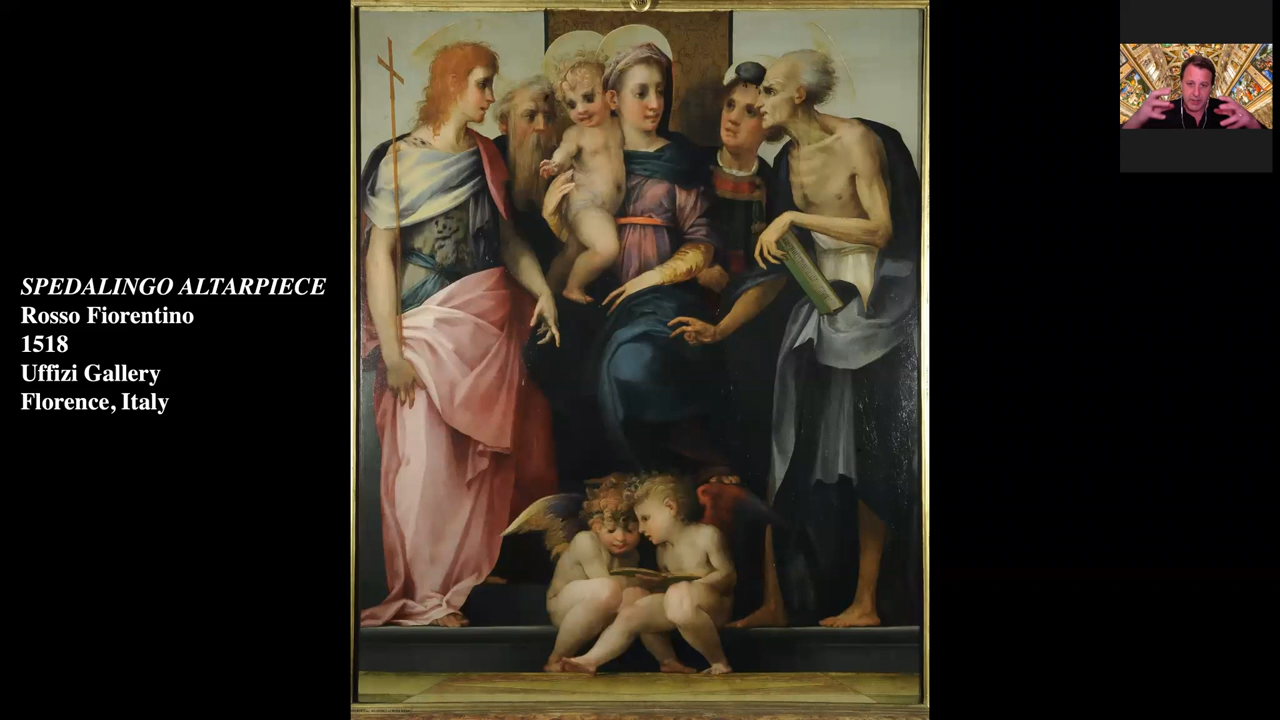 SPEDALINGO ALTARPIECE
Rosso Fiorentino
1518
Uffizi Gallery
Florence, Italy